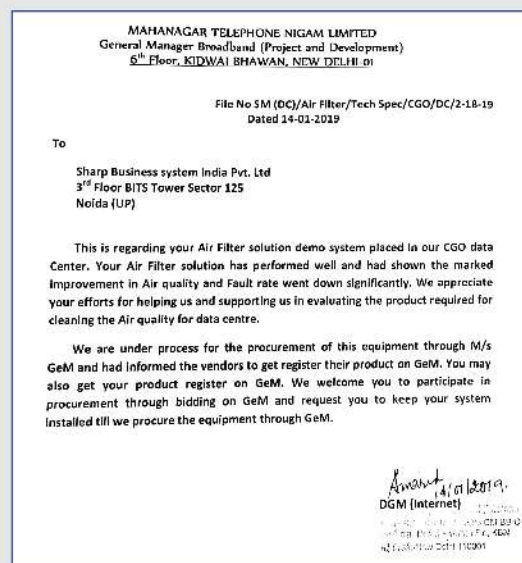 MAHANAGAR TELEPHONE NIGAM LIMITED
General Manager Broadband (Project and Development)
6th Floor, KIDWAI BHAWAN, NEW DELHI-01
File No SM (DC)/Air Filter/Tech Spec/CGO/DC/2-18-19
Dated 14-01-2019
To
Sharp Business system India Pvt. Ltd
3rd Floor BITS Tower Sector 125
Noida (UP)
This is regarding your Air Filter solution demo system placed in our CGO data
Center. Your Air Filter solution has performed well and had shown the marked
improvement in Air quality and Fault rate went down significantly. We appreciate
your efforts for helping us and supporting us in evaluating the product required for
cleaning the Air quality for data centre.
We are under process for the procurement of this equipment through M/s
GeM and had informed the vendors to get register their product on GeM. You may
also get your product register on GeM. We welcome you to participate in
procurement through bidding on GeM and request you to keep your system
installed till we procure the equipment through GeM.
14/01/2019.
DGM (Internet)
110001